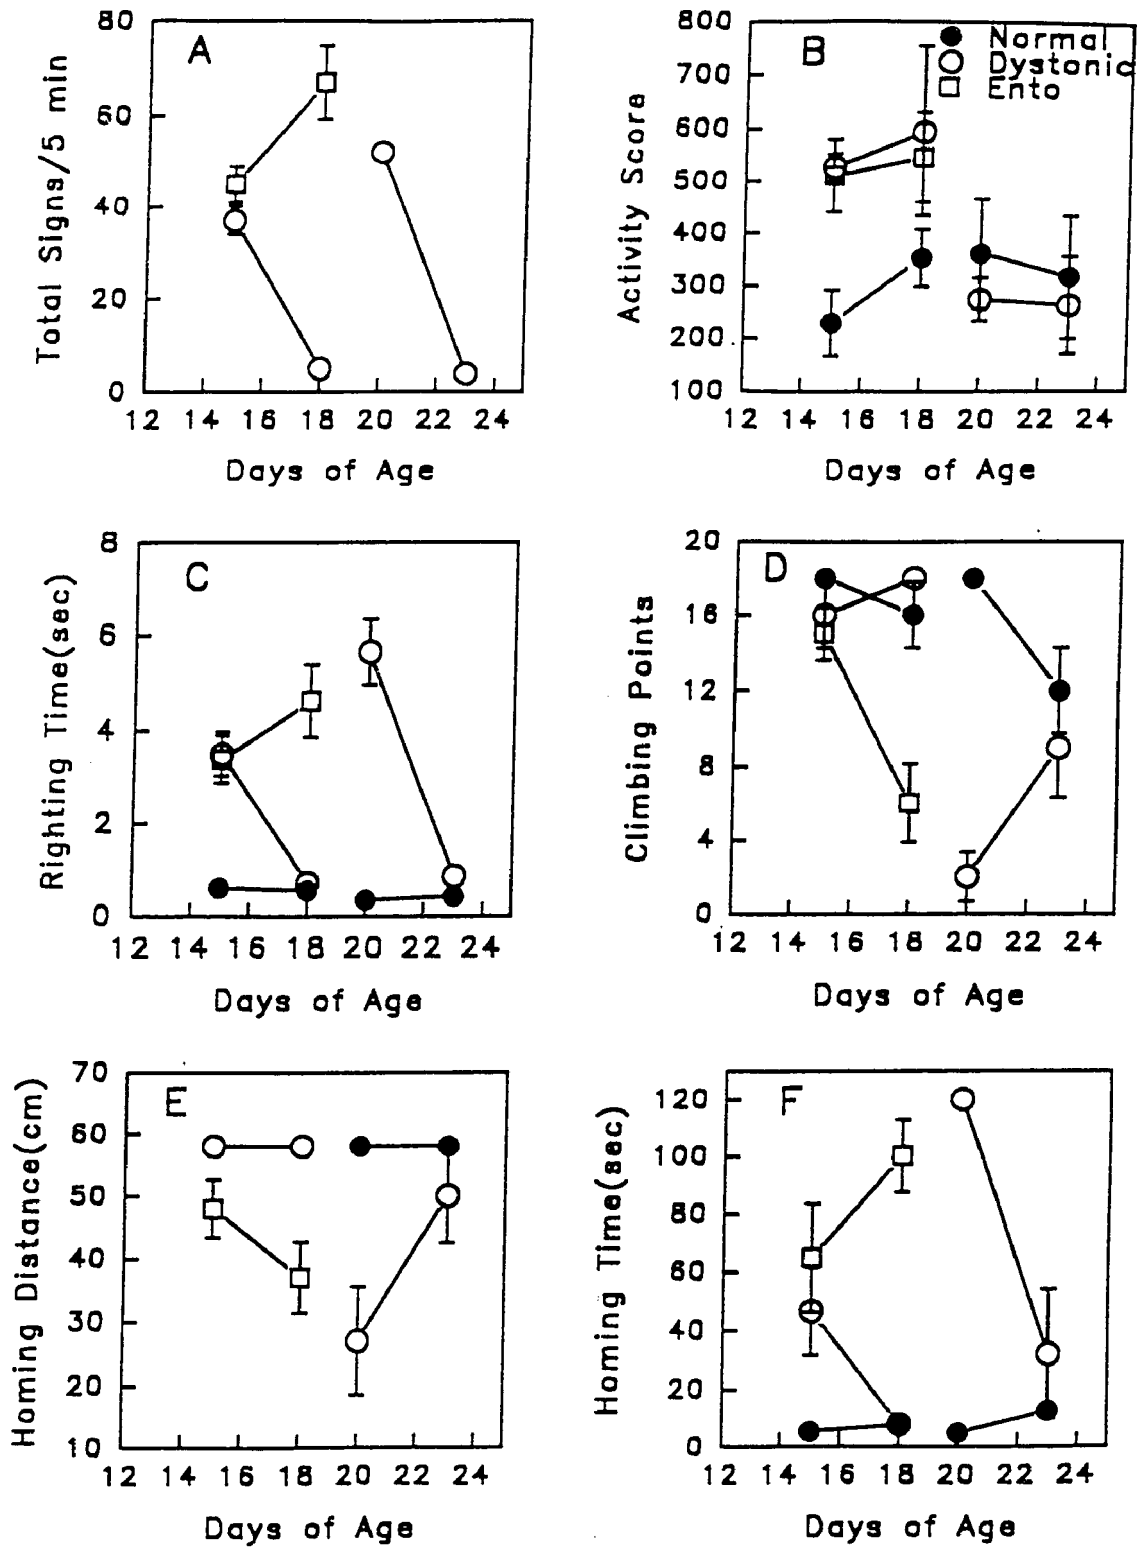 A
Total Signs/5 min
80
60
40
20
0
12 14 16 18 20 22 24
Days of Age
B
Normal
Dystonic
Ento
Activity Score
800
700
600
500
400
300
200
100
12 14 16 18 20 22 24
Days of Age
C
Righting Time(sec)
8
6
4
2
0
12 14 16 18 20 22 24
Days of Age
D
Climbing Points
20
16
12
8
4
0
12 14 16 18 20 22 24
Days of Age
E
Homing Distance(cm)
70
60
50
40
30
20
10
12 14 16 18 20 22 24
Days of Age
F
Homing Time(sec)
120
100
80
60
40
20
0
12 14 16 18 20 22 24
Days of Age